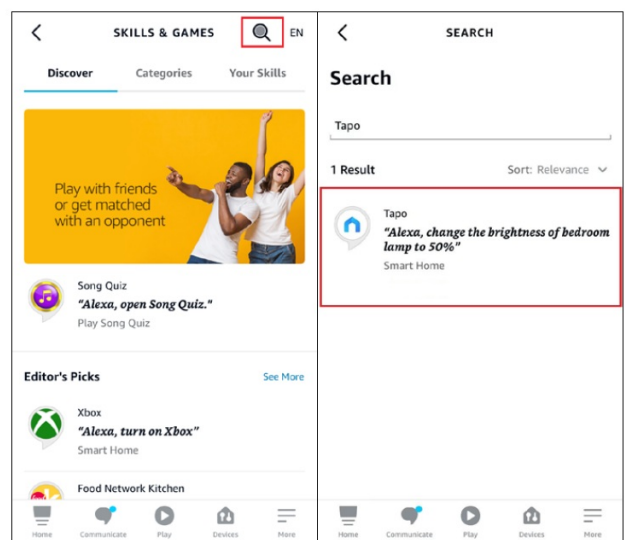 SKILLS & GAMES
EN
Discover
Categories
Your Skills
Play with friends
or get matched
with an opponent
Song Quiz
"Alexa, open Song Quiz."
Play Song Quiz
Editor's Picks
See More
Xbox
"Alexa, turn on Xbox"
Smart Home
Food Network Kitchen
Home
Communicate
Play
Devices
More
SEARCH
Search
Tapo
1 Result
Sort: Relevance
Tapo
"Alexa, change the brightness of bedroom
lamp to 50%"
Smart Home
Home
Communicate
Play
Devices
More